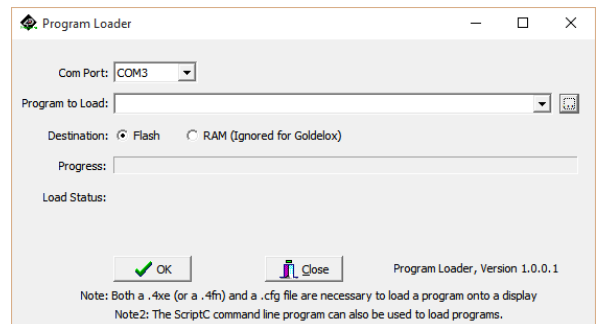 Program Loader
Com Port: COM3
Program to Load:
Destination: Flash RAM (Ignored for Goldelox)
Progress:
Load Status:
OK Close Program Loader, Version 1.0.0.1
Note: Both a .4xe (or a .4fn) and a .cfg file are necessary to load a program onto a display
Note2: The ScriptC command line program can also be used to load programs.